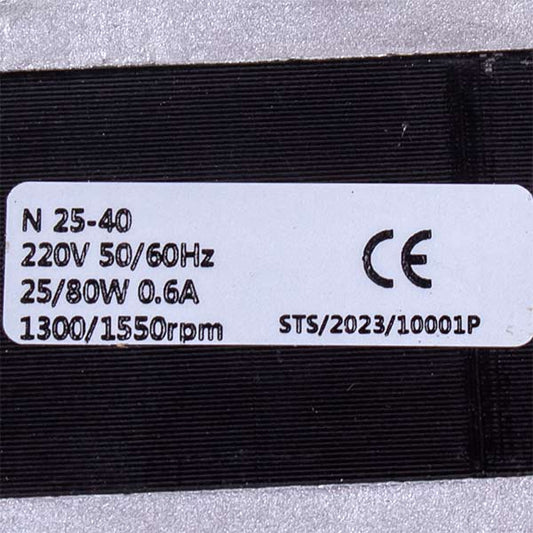 N 25-40
220V 50/60Hz
25/80W 0.6A
1300/1550rpm
CE
STS/2023/10001P